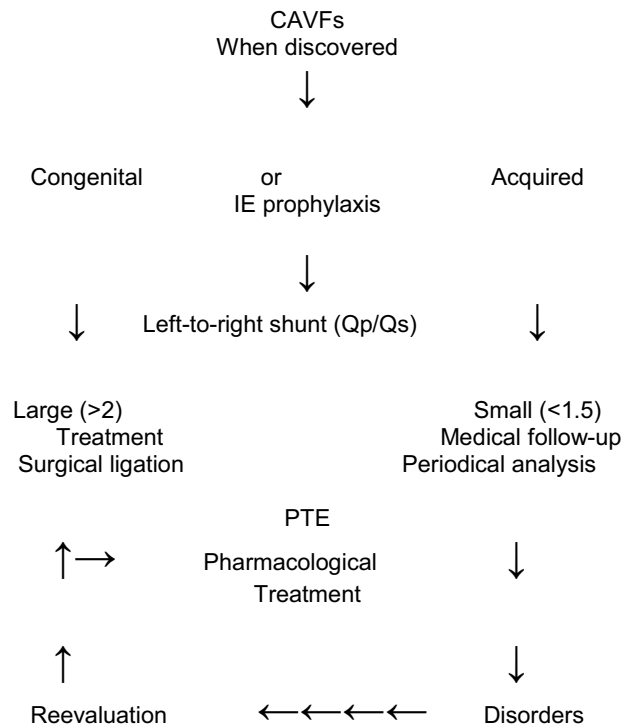 CAVFs
When discovered
↓
Congenital or Acquired
IE prophylaxis
↓
↓ Left-to-right shunt (Qp/Qs) ↓
Large (>2) Small (<1.5)
Treatment Medical follow-up
Surgical ligation Periodical analysis
PTE
↑→ Pharmacological ↓
Treatment
↑ ↓
Reevaluation ←←←← Disorders